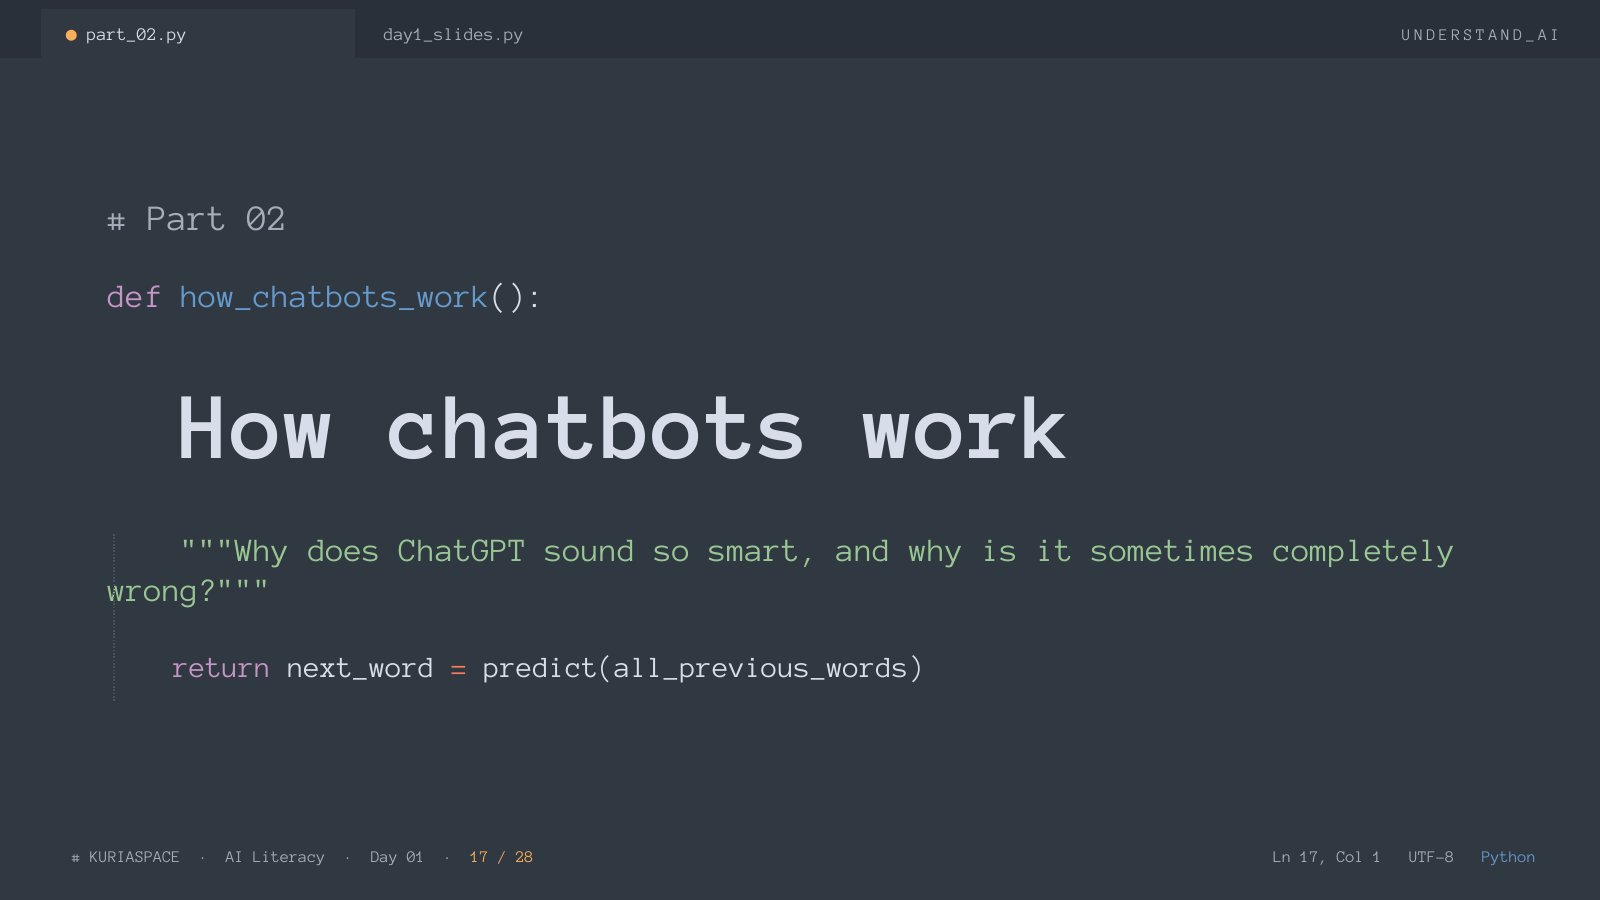 part_02.py
day1_slides.py
UNDERSTAND_AI
# Part 02
def how_chatbots_work():
How chatbots work
"""Why does ChatGPT sound so smart, and why is it sometimes completely
wrong?"""
return next_word = predict(all_previous_words)
# KURIASPACE · AI Literacy · Day 01 · 17 / 28
Ln 17, Col 1 UTF-8 Python